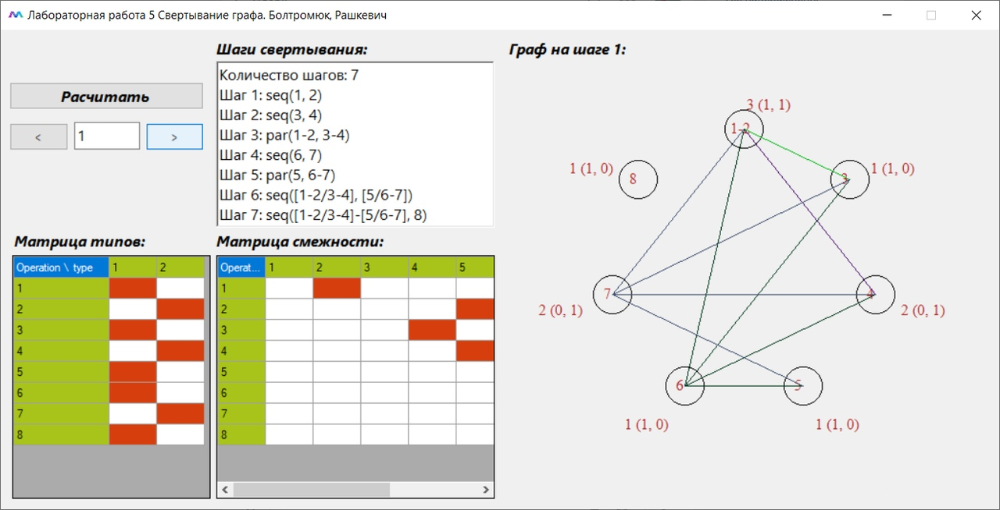 Лабораторная работа 5 Свертывание графа. Болтромюк, Рашкевич
Расчитать
<
1
>
Шаги свертывания:
Количество шагов: 7
Шаг 1: seq(1, 2)
Шаг 2: seq(3, 4)
Шаг 3: par(1-2, 3-4)
Шаг 4: seq(6, 7)
Шаг 5: par(5, 6-7)
Шаг 6: seq([1-2/3-4], [5/6-7])
Шаг 7: seq([1-2/3-4]-[5/6-7], 8)
Матрица типов:
Operation \ type 1 2
1
2
3
4
5
6
7
8
Матрица смежности:
Operat... 1 2 3 4 5
1
2
3
4
5
6
7
8
Граф на шаге 1:
3 (1, 1)
1-2
1 (1, 0)
8
3
1 (1, 0)
7
2 (0, 1)
4
2 (0, 1)
6
5
1 (1, 0)
1 (1, 0)